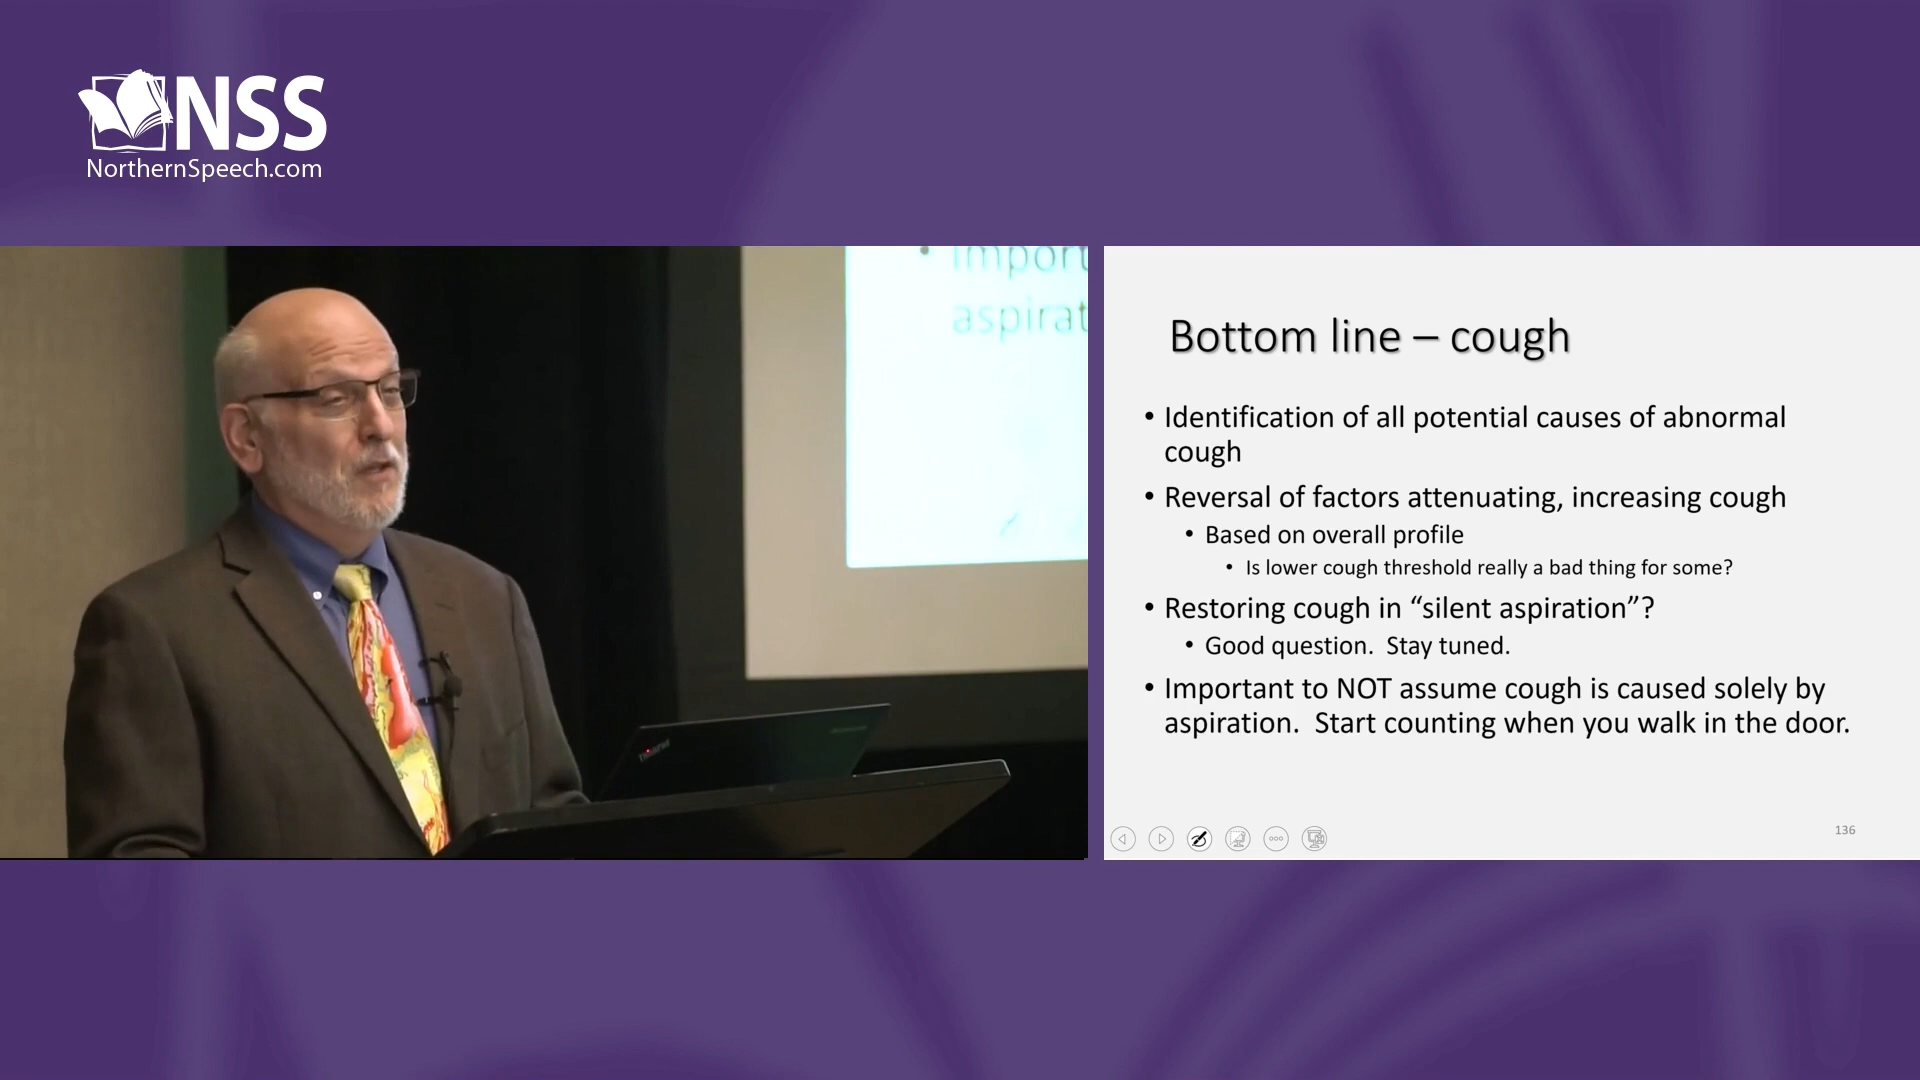 NSS
NorthernSpeech.com
Import
aspirat
ThinkPad
Bottom line – cough
• Identification of all potential causes of abnormal
cough
• Reversal of factors attenuating, increasing cough
• Based on overall profile
• Is lower cough threshold really a bad thing for some?
• Restoring cough in “silent aspiration”?
• Good question.  Stay tuned.
• Important to NOT assume cough is caused solely by
aspiration.  Start counting when you walk in the door.
136